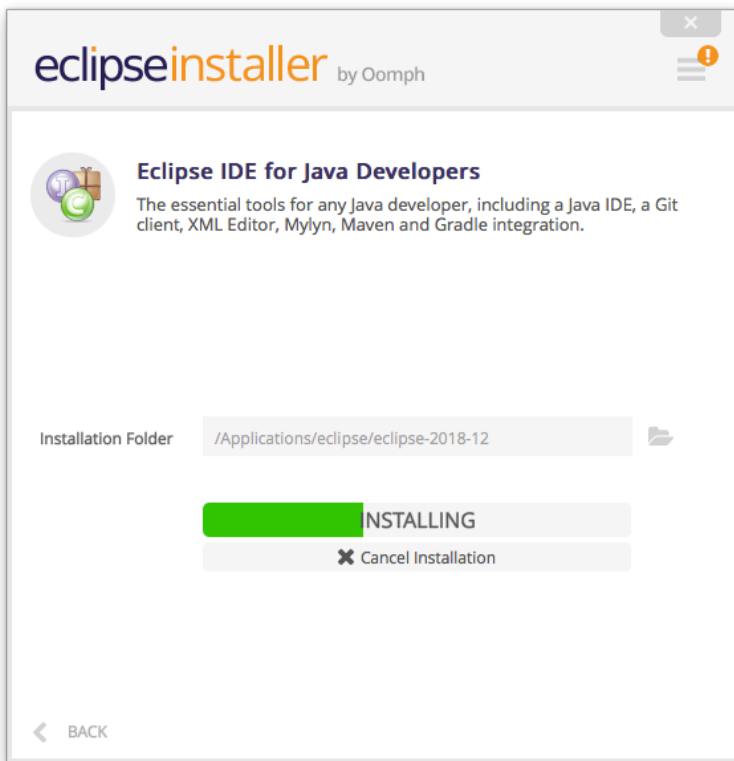 eclipseinstaller by Oomph
Eclipse IDE for Java Developers
The essential tools for any Java developer, including a Java IDE, a Git
client, XML Editor, Mylyn, Maven and Gradle integration.
Installation Folder /Applications/eclipse/eclipse-2018-12
INSTALLING
Cancel Installation
BACK